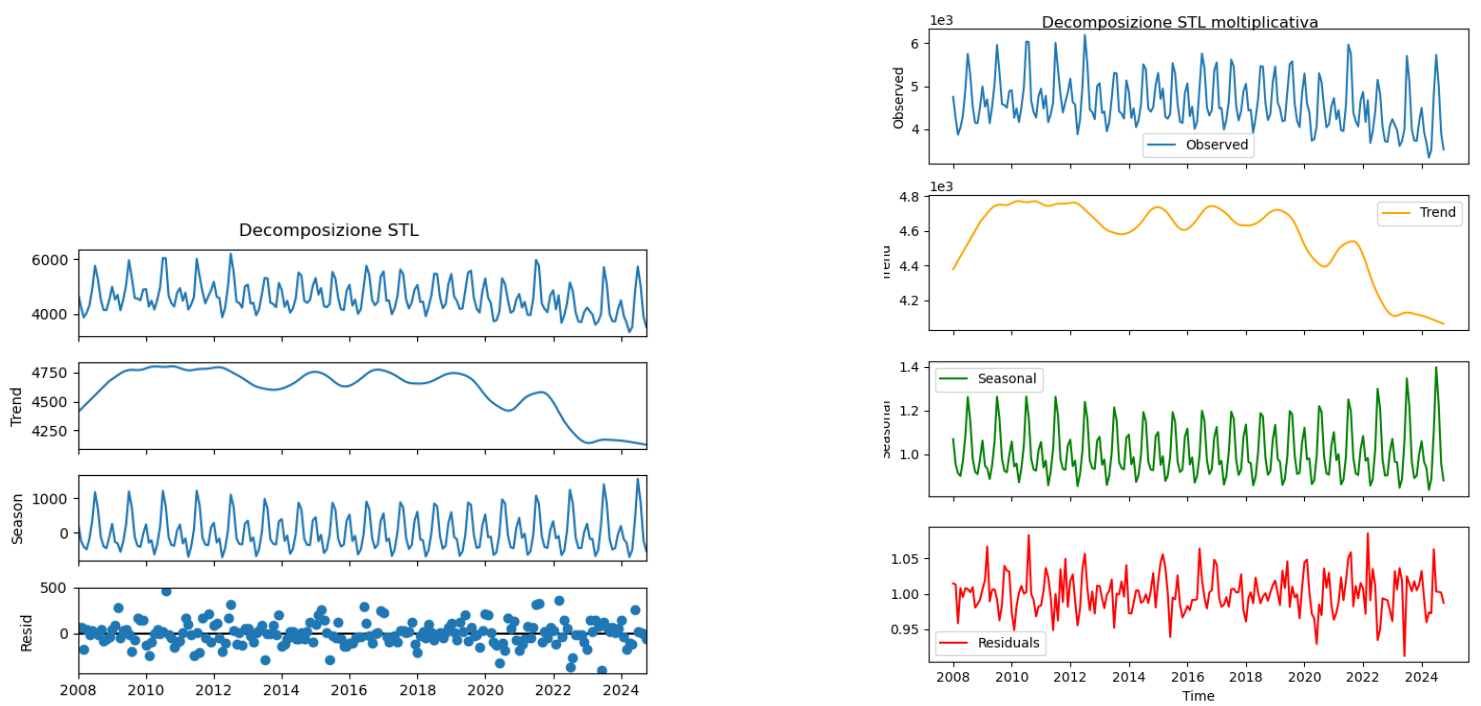 Decomposizione STL
6000
4000
4750
4500
4250
Trend
1000
0
Season
500
0
Resid
2008 2010 2012 2014 2016 2018 2020 2022 2024
Decomposizione STL moltiplicativa
1e3
6
5
4
Observed
Observed
1e3
4.8
4.6
4.4
4.2
Trend
Trend
1.4
1.2
1.0
Seasonal
Seasonal
1.05
1.00
0.95
Residuals
2008 2010 2012 2014 2016 2018 2020 2022 2024
Time